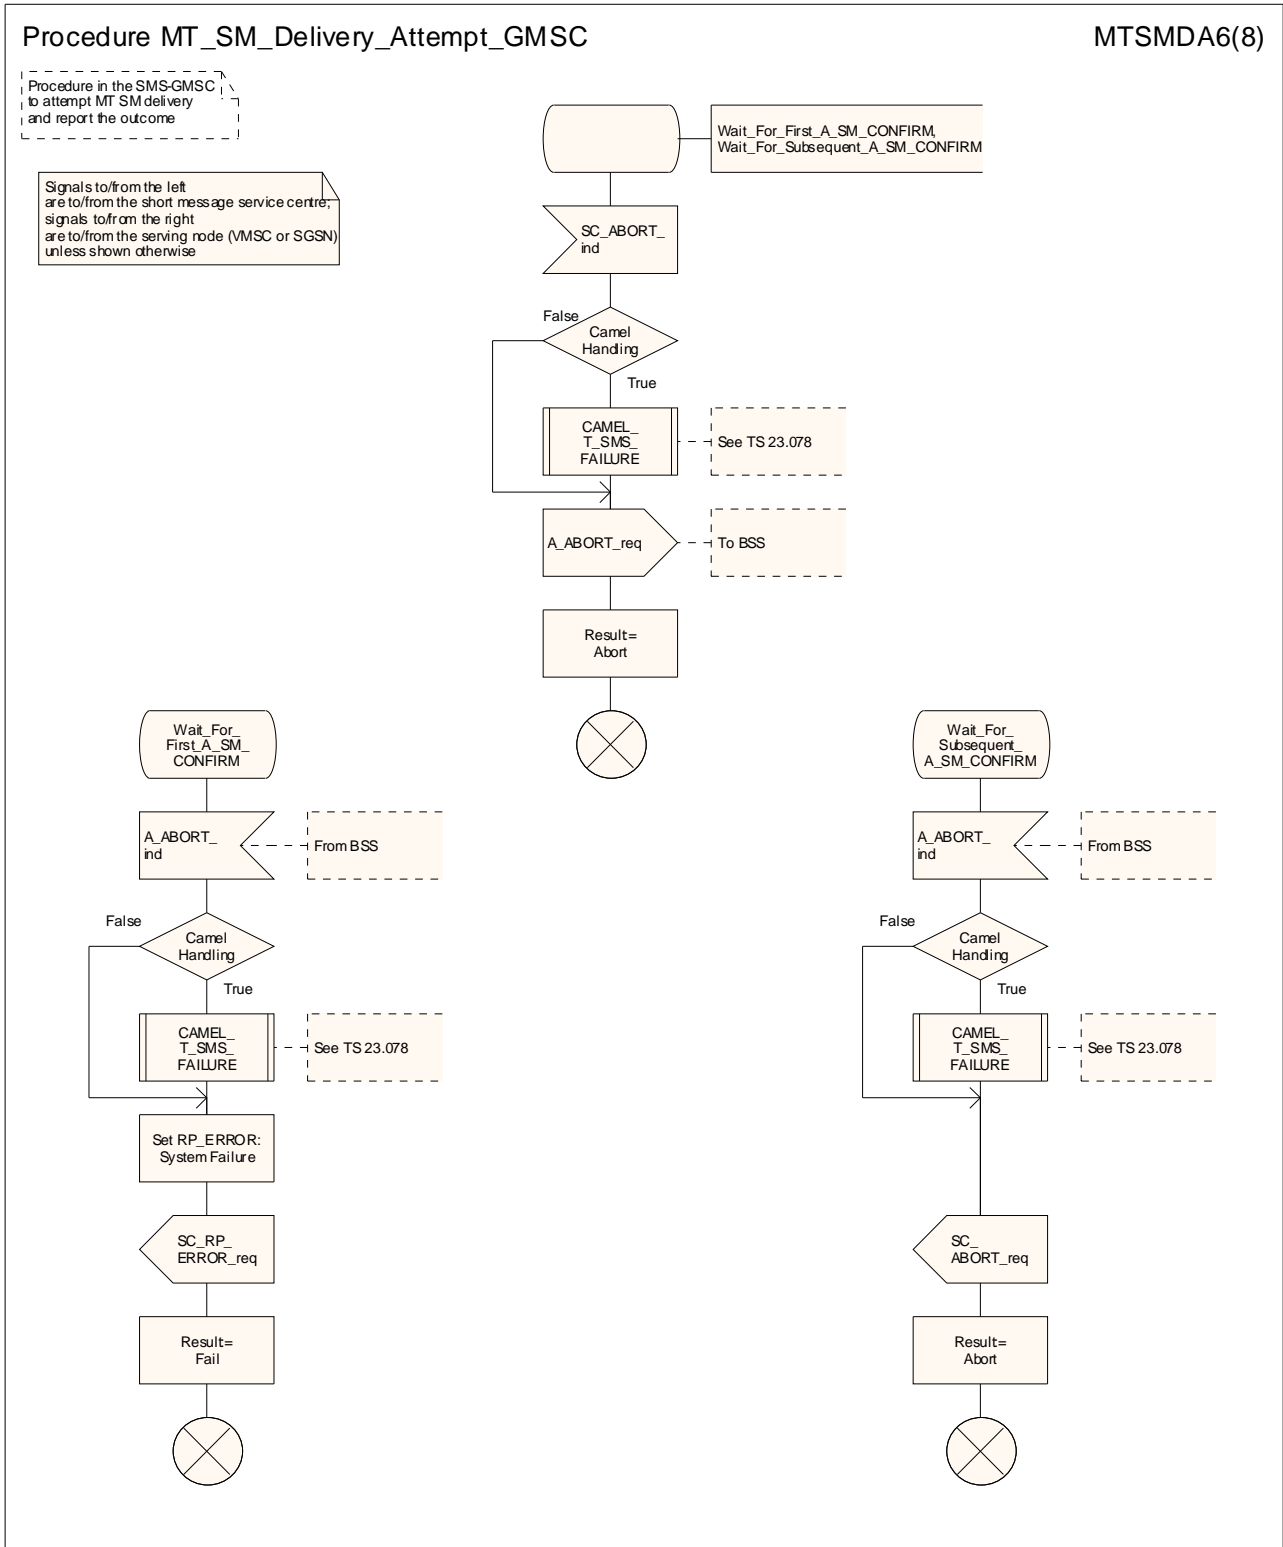 Procedure MT_SM_Delivery_Attempt_GMSC
MTSMDA6(8)
Procedure in the SMS-GMSC
to attempt MT SM delivery
and report the outcome
Signals to/from the left
are to/from the short message service centre;
signals to/from the right
are to/from the serving node (VMSC or SGSN)
unless shown otherwise
Wait_For_First_A_SM_CONFIRM,
Wait_For_Subsequent_A_SM_CONFIRM
SC_ABORT_
ind
False
Camel
Handling
True
CAMEL_
T_SMS_
FAILURE
See TS 23.078
A_ABORT_req
To BSS
Result=
Abort
Wait_For_
First_A_SM_
CONFIRM
A_ABORT_
ind
From BSS
False
Camel
Handling
True
CAMEL_
T_SMS_
FAILURE
See TS 23.078
Set RP_ERROR:
System Failure
SC_RP_
ERROR_req
Result=
Fail
Wait_For_
Subsequent_
A_SM_CONFIRM
A_ABORT_
ind
From BSS
False
Camel
Handling
True
CAMEL_
T_SMS_
FAILURE
See TS 23.078
SC_
ABORT_req
Result=
Abort